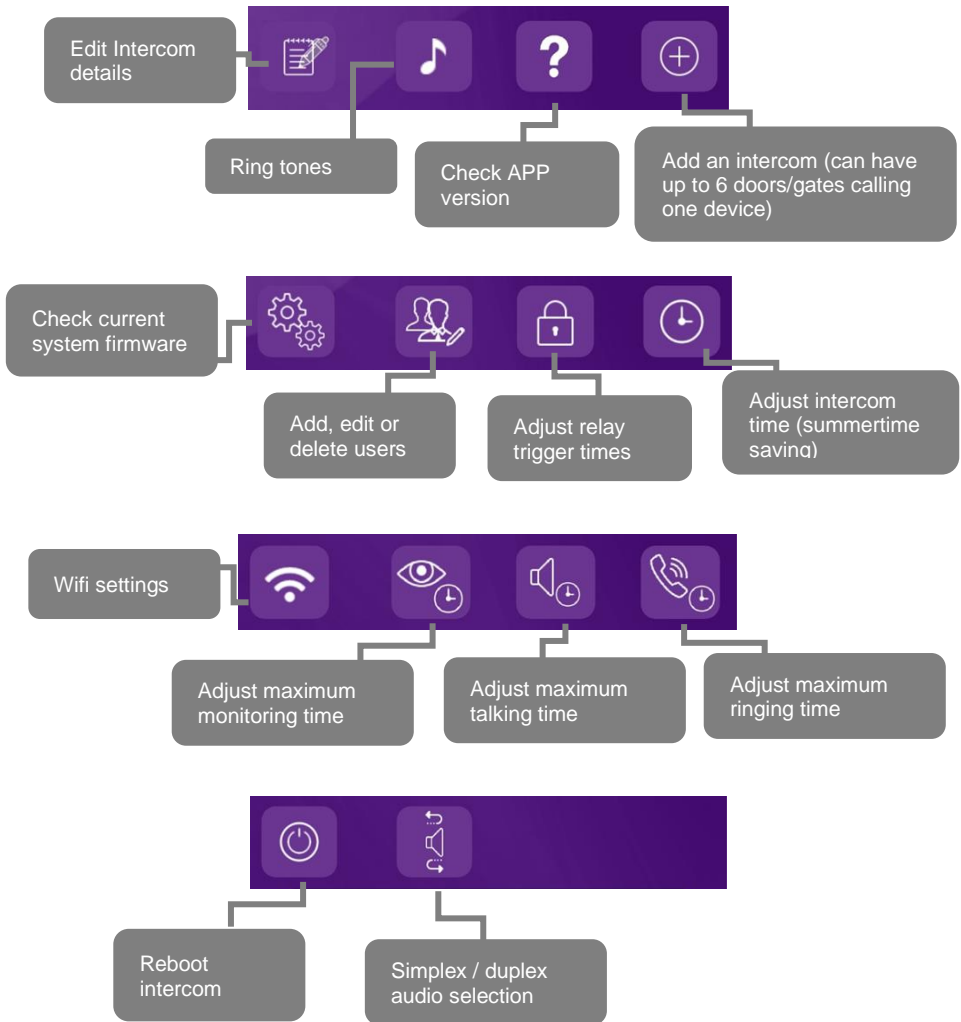 Edit Intercom
details
?
Ring tones
Check APP
version
Add an intercom (can have
up to 6 doors/gates calling
one device)
Check current
system firmware
Add, edit or
delete users
Adjust relay
trigger times
Adjust intercom
time (summertime
saving)
Wifi settings
Adjust maximum
monitoring time
Adjust maximum
talking time
Adjust maximum
ringing time
Reboot
intercom
Simplex / duplex
audio selection